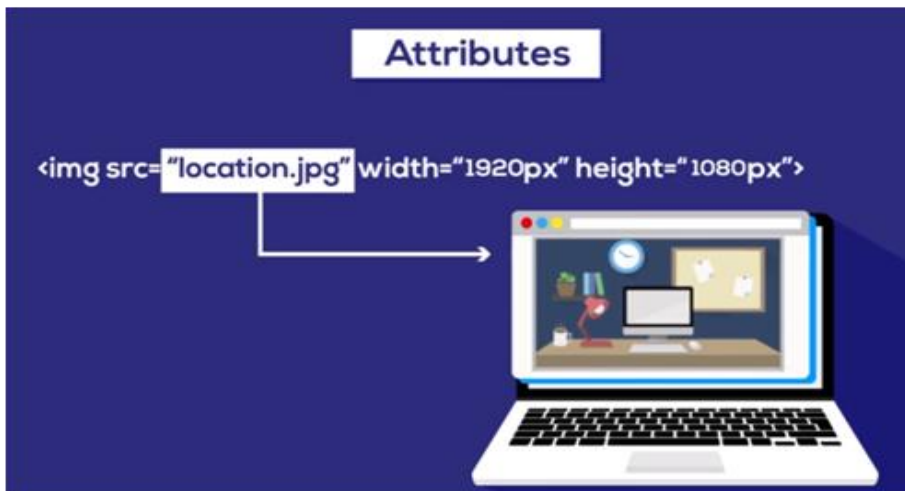 Attributes
<img src=“location.jpg” width=“1920px” height=“1080px”>